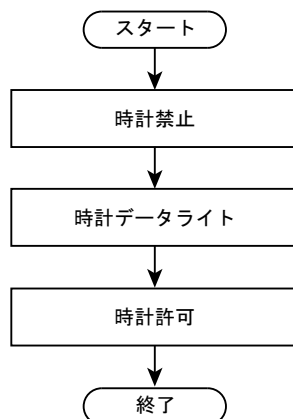 スタート
時計禁止
時計データライト
時計許可
終了